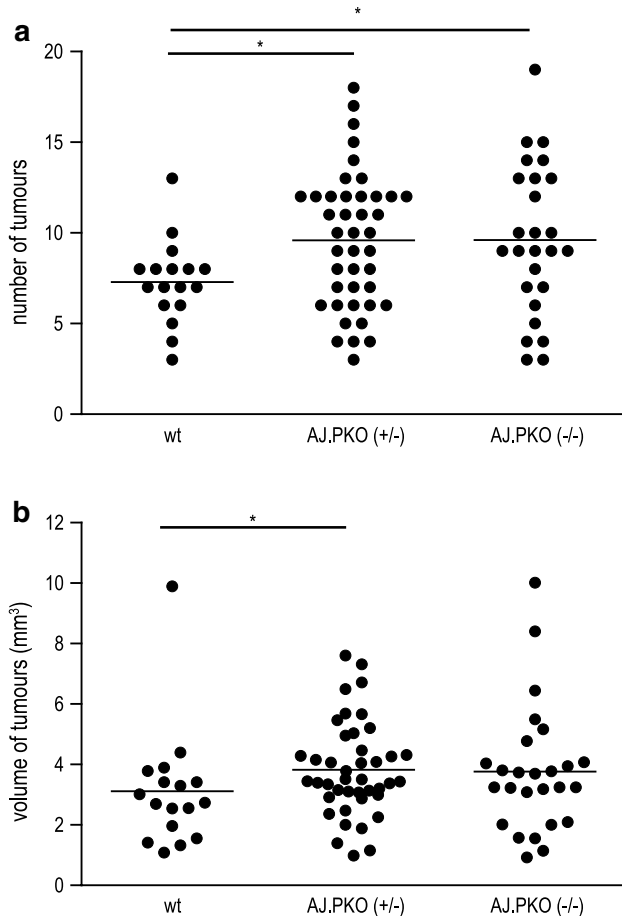 a
*
*
20
15
10
5
0
number of tumours
wt
AJ.PKO (+/-)
AJ.PKO (-/-)
b
*
12
10
8
6
4
2
0
volume of tumours (mm³)
wt
AJ.PKO (+/-)
AJ.PKO (-/-)